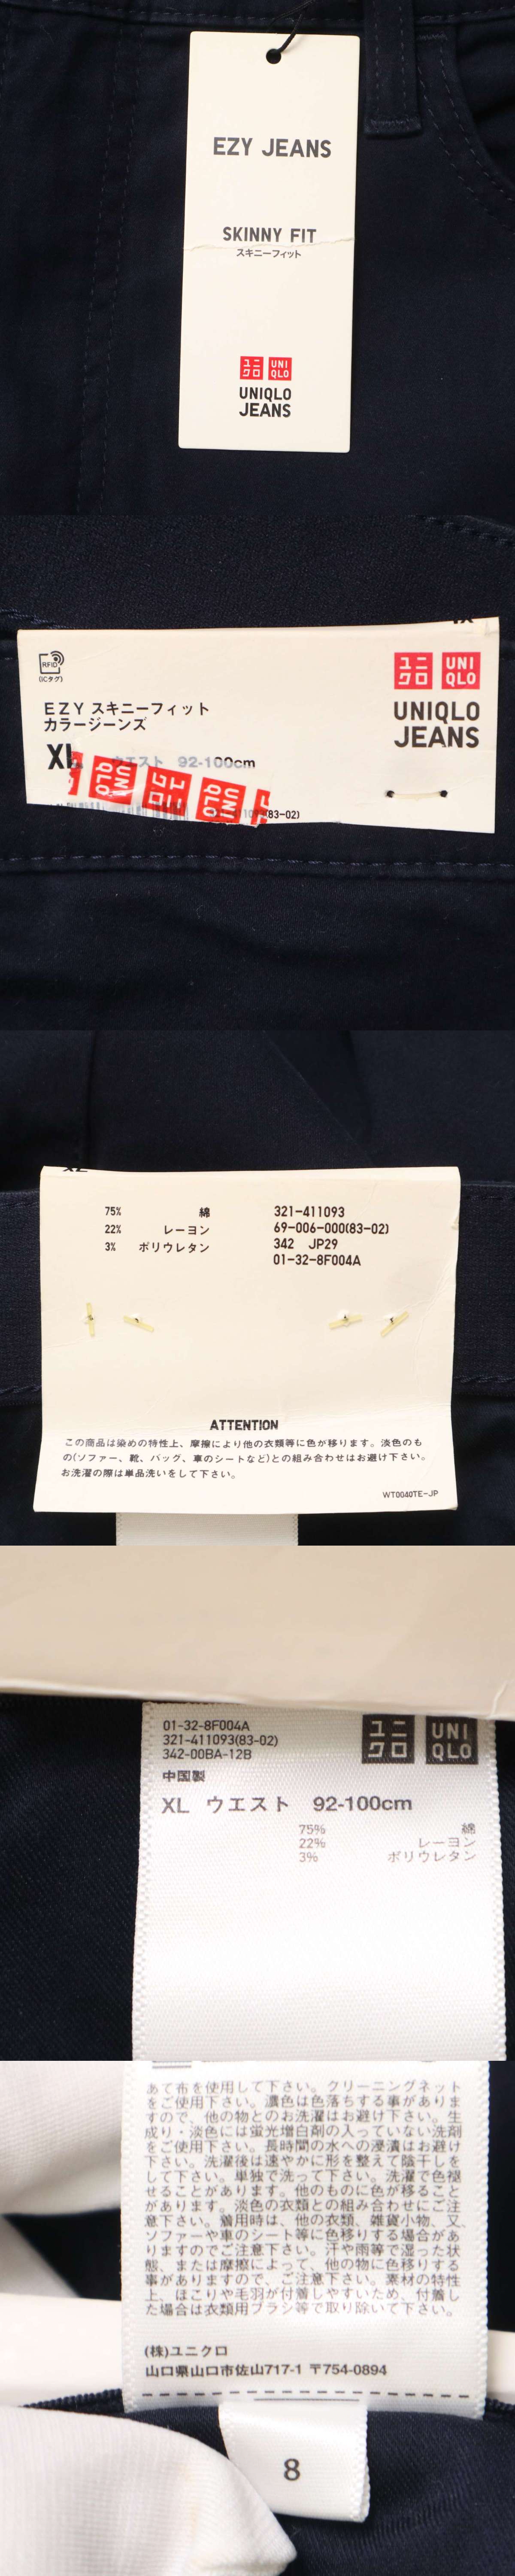 EZY JEANS
SKINNY FIT
スキニーフィット
ユニ
クロ
UNI
QLO
UNIQLO
JEANS
RFID
(ICタグ)
EZY スキニーフィット
カラージーンズ
XL ウエスト 92-100cm
(83-02)
ユニ
クロ
UNI
QLO
UNIQLO
JEANS
75% 綿
22% レーヨン
3% ポリウレタン
321-411093
69-006-000(83-02)
342 JP29
01-32-8F004A
ATTENTION
この商品は染めの特性上、摩擦により他の衣類等に色が移ります。淡色のも
の(ソファー、靴、バッグ、車のシートなど)との組み合わせはお避け下さい。
お洗濯の際は単品洗いをして下さい。
WT0040TE-JP
01-32-8F004A
321-411093(83-02)
342-00BA-12B
ユニ
クロ
UNI
QLO
中国製
XL ウエスト 92-100cm
75% 綿
22% レーヨン
3% ポリウレタン
あて布を使用して下さい。クリーニングネット
をご使用下さい。濃色は色落ちする事がありま
すので、他の物とのお洗濯はお避け下さい。生
成り・淡色には蛍光増白剤の入っていない洗剤
をご使用下さい。長時間の水への浸漬はお避け
下さい。洗濯後は速やかに形を整えて陰干しを
して下さい。単独で洗って下さい。洗濯で色褪
せることがあります。他のものに色が移ること
があります。淡色の衣類との組み合わせにご注
意下さい。着用時は、他の衣類、雑貨小物、又、
ソファーや車のシート等に色移りする場合があ
りますのでご注意下さい。汗や雨等で湿った状
態、または摩擦によって、他の物に色移りする
事がありますので、ご注意下さい。素材の特性
上、ほこりや毛羽が付着しやすいため、付着し
た場合は衣類用ブラシ等で取り除いて下さい。
(株)ユニクロ
山口県山口市佐山717-1 〒754-0894
8